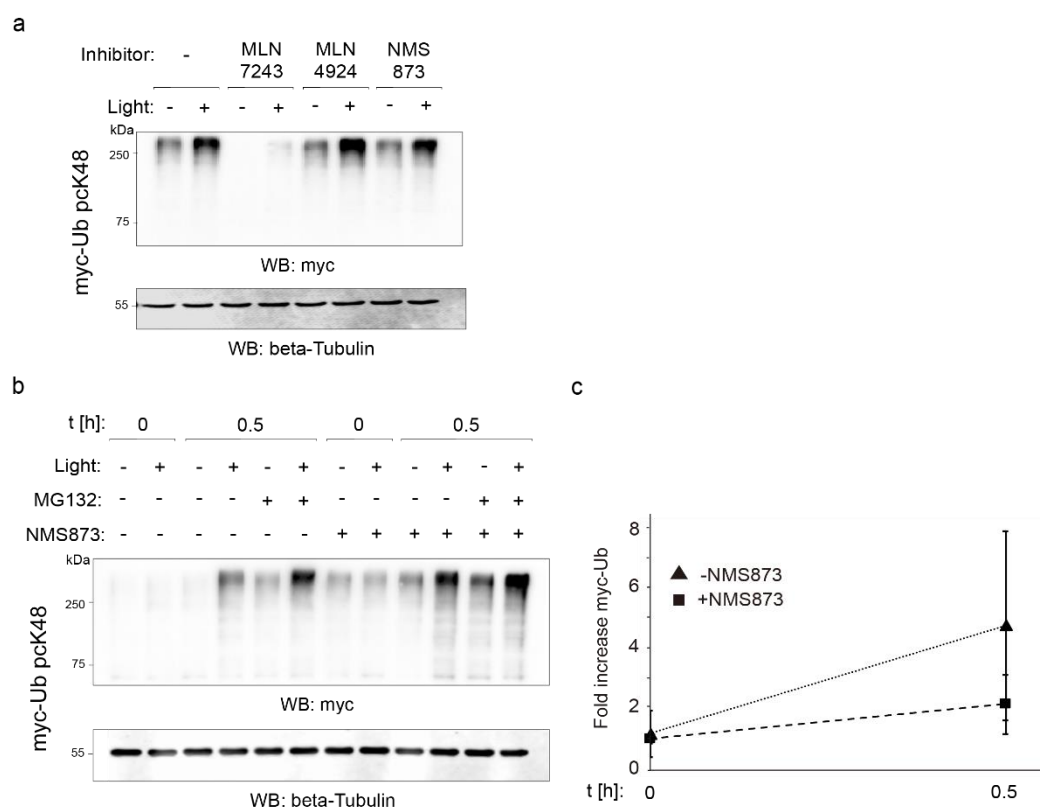 a
Inhibitor: - MLN 7243 MLN 4924 NMS 873
Light: - + - + - + - +
kDa
250
75
myc-Ub pcK48
WB: myc
55
WB: beta-Tubulin
b
t [h]: 0 0.5 0 0.5
Light: - + - + - + - + - + - +
MG132: - - - - + + - - - - + +
NMS873: - - - - - - + + + + + +
kDa
250
75
myc-Ub pcK48
WB: myc
55
WB: beta-Tubulin
c
Fold increase myc-Ub
8
6
4
2
0
-NMS873
+NMS873
t [h]: 0 0.5